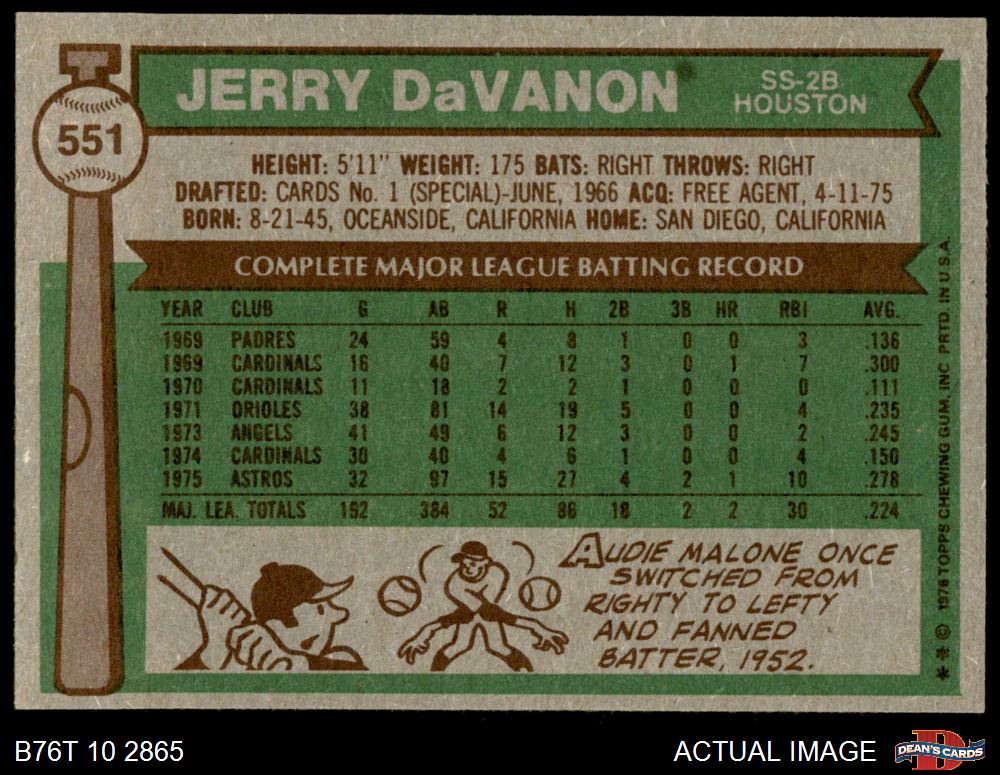 551
JERRY DaVANON
SS-2B
HOUSTON
HEIGHT: 5'11" WEIGHT: 175 BATS: RIGHT THROWS: RIGHT
DRAFTED: CARDS No. 1 (SPECIAL)-JUNE, 1966 ACQ: FREE AGENT, 4-11-75
BORN: 8-21-45, OCEANSIDE, CALIFORNIA HOME: SAN DIEGO, CALIFORNIA
COMPLETE MAJOR LEAGUE BATTING RECORD
YEAR CLUB G AB R H 2B 3B HR RBI AVG.
1969 PADRES 24 59 4 8 1 0 0 3 .136
1969 CARDINALS 16 40 7 12 3 0 1 7 .300
1970 CARDINALS 11 18 2 2 1 0 0 0 .111
1971 ORIOLES 38 81 14 19 5 0 0 4 .235
1973 ANGELS 41 49 6 12 3 0 0 2 .245
1974 CARDINALS 30 40 4 6 1 0 0 4 .150
1975 ASTROS 32 97 15 27 4 2 1 10 .278
MAJ. LEA. TOTALS 192 384 52 86 18 2 2 30 .224
AUDIE MALONE ONCE
SWITCHED FROM
RIGHTY TO LEFTY
AND FANNED
BATTER, 1952.
** © 1976 TOPPS CHEWING GUM, INC PRTD. IN U.S.A.
B76T 10 2865
ACTUAL IMAGE
DEAN'S CARDS